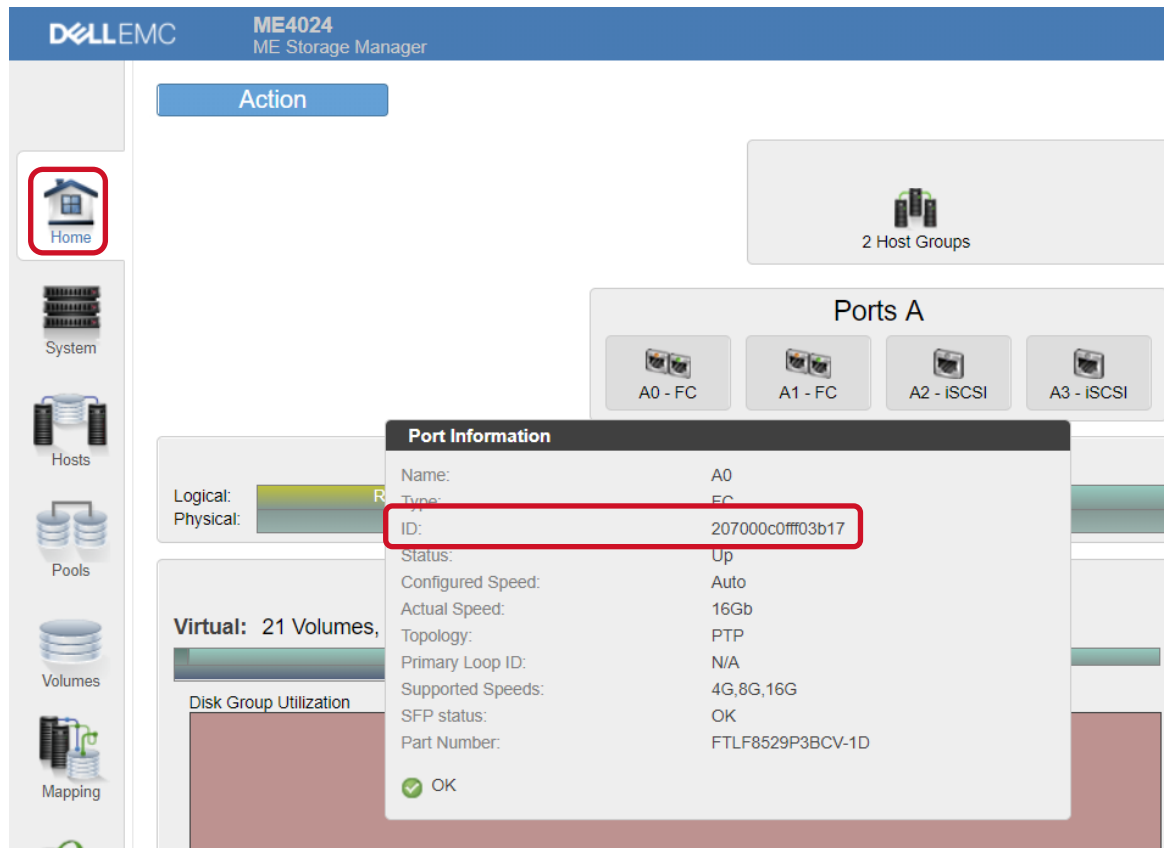 DELLEMC
ME4024
ME Storage Manager
Action
Home
2 Host Groups
System
Ports A
A0 - FC
A1 - FC
A2 - iSCSI
A3 - iSCSI
Hosts
Port Information
Name: A0
Type: FC
ID: 207000c0fff03b17
Status: Up
Configured Speed: Auto
Actual Speed: 16Gb
Topology: PTP
Primary Loop ID: N/A
Supported Speeds: 4G,8G,16G
SFP status: OK
Part Number: FTLF8529P3BCV-1D
OK
Logical: R
Physical:
Pools
Virtual: 21 Volumes,
Volumes
Disk Group Utilization
Mapping